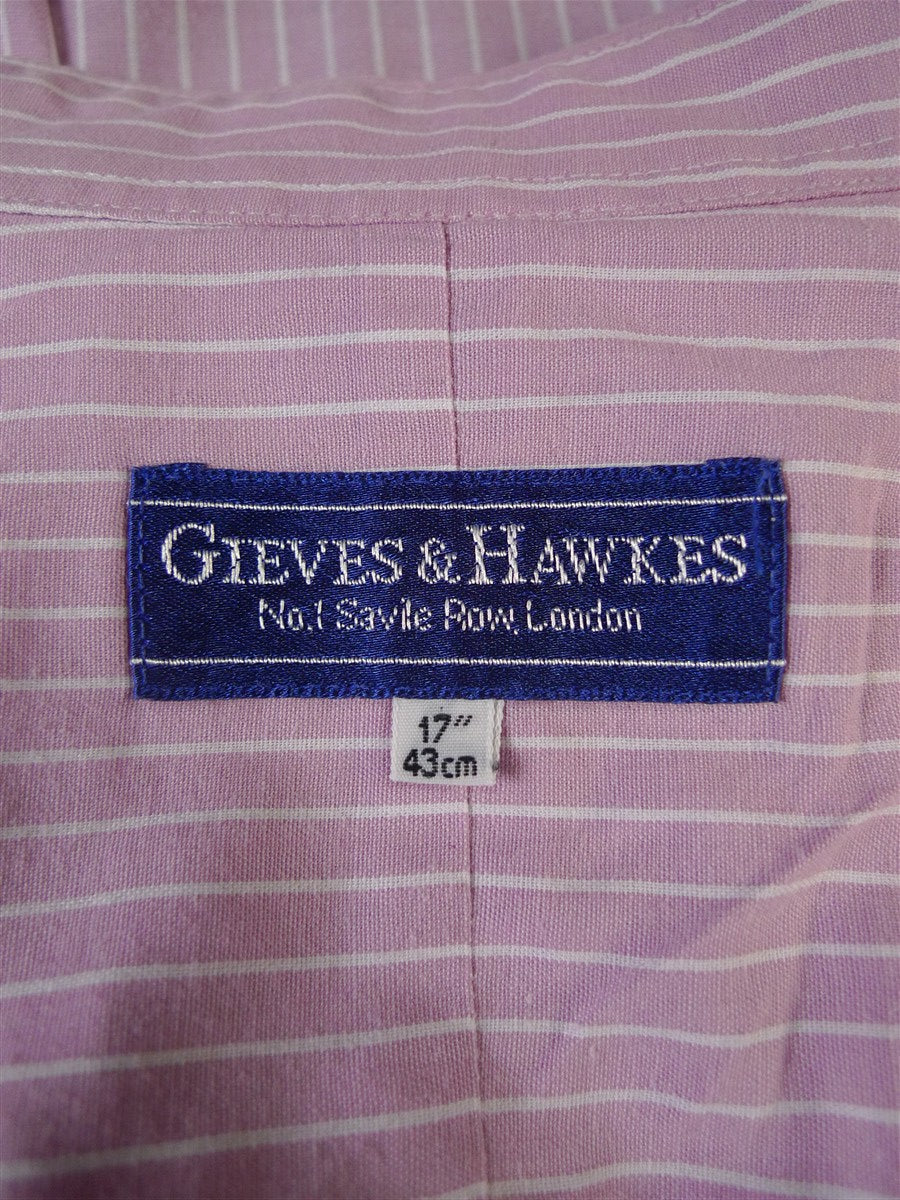 GIEVES & HAWKES
No.1 Savile Row, London
17"
43cm